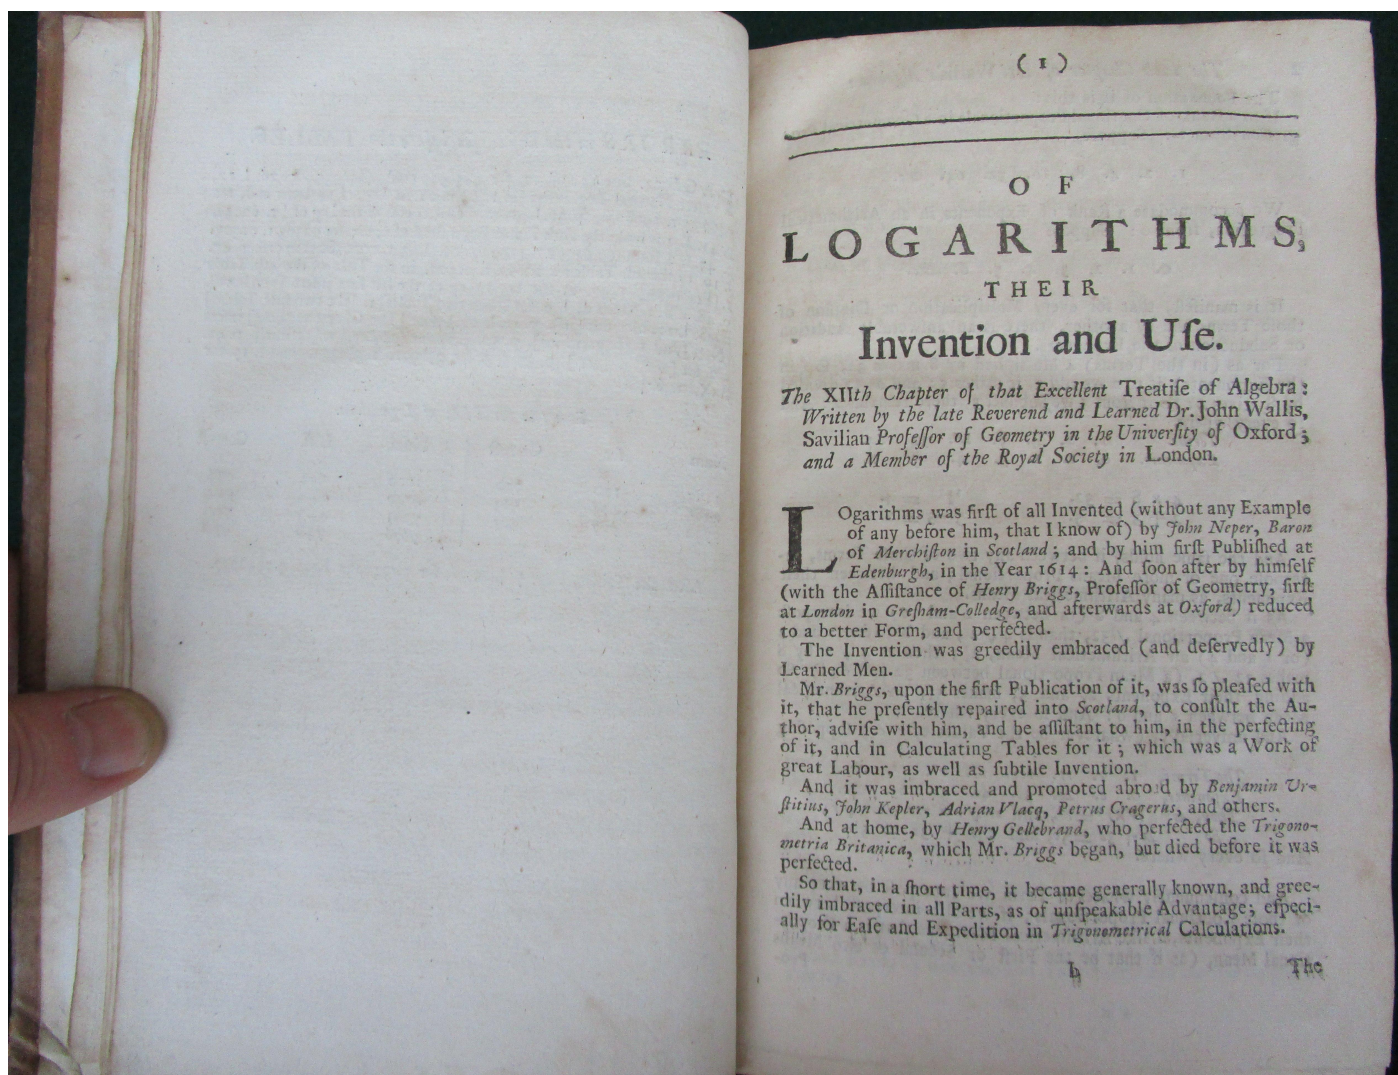 ( 1 )
O F
LOGARITHMS,
THEIR
Invention and Uſe.
The XIIth Chapter of that Excellent Treatiſe of Algebra:
Written by the late Reverend and Learned Dr. John Wallis,
Savilian Profeſſor of Geometry in the Univerſity of Oxford;
and a Member of the Royal Society in London.
LOgarithms was firſt of all Invented (without any Example
of any before him, that I know of) by John Neper, Baron
of Merchiſton in Scotland; and by him firſt Publiſhed at
Edenburgh, in the Year 1614: And ſoon after by himſelf
(with the Aſſiſtance of Henry Briggs, Profeſſor of Geometry, firſt
at London in Greſham-Colledge, and afterwards at Oxford) reduced
to a better Form, and perfected.
The Invention was greedily embraced (and deſervedly) by
Learned Men.
Mr. Briggs, upon the firſt Publication of it, was ſo pleaſed with
it, that he preſently repaired into Scotland, to conſult the Au-
thor, adviſe with him, and be aſſiſtant to him, in the perfecting
of it, and in Calculating Tables for it; which was a Work of
great Labour, as well as ſubtile Invention.
And it was imbraced and promoted abroad by Benjamin Ur-
ſtitius, John Kepler, Adrian Vlacq, Petrus Cragerus, and others.
And at home, by Henry Gellebrand, who perfected the Trigono-
metria Britanica, which Mr. Briggs began, but died before it was
perfected.
So that, in a ſhort time, it became generally known, and gree-
dily imbraced in all Parts, as of unſpeakable Advantage; eſpeci-
ally for Eaſe and Expedition in Trigonometrical Calculations.
b The